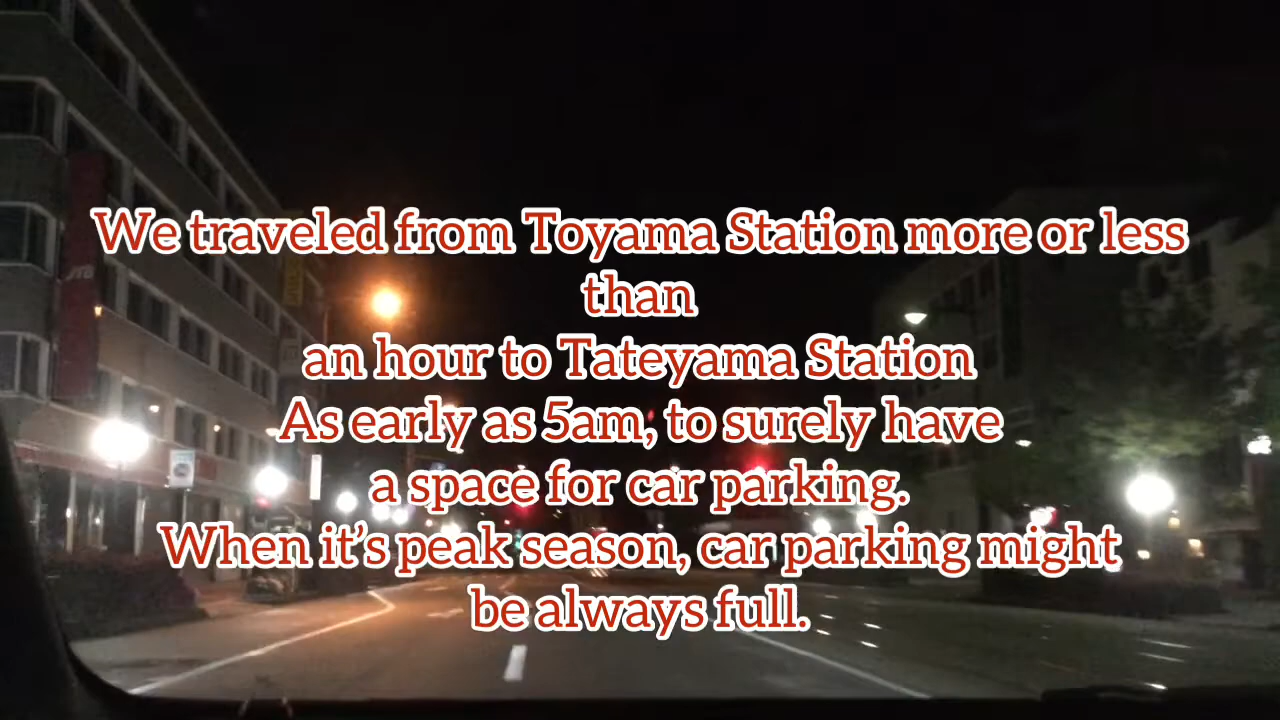 We traveled from Toyama Station more or less
than
an hour to Tateyama Station
As early as 5am, to surely have
a space for car parking.
When it's peak season, car parking might
be always full.
JTB